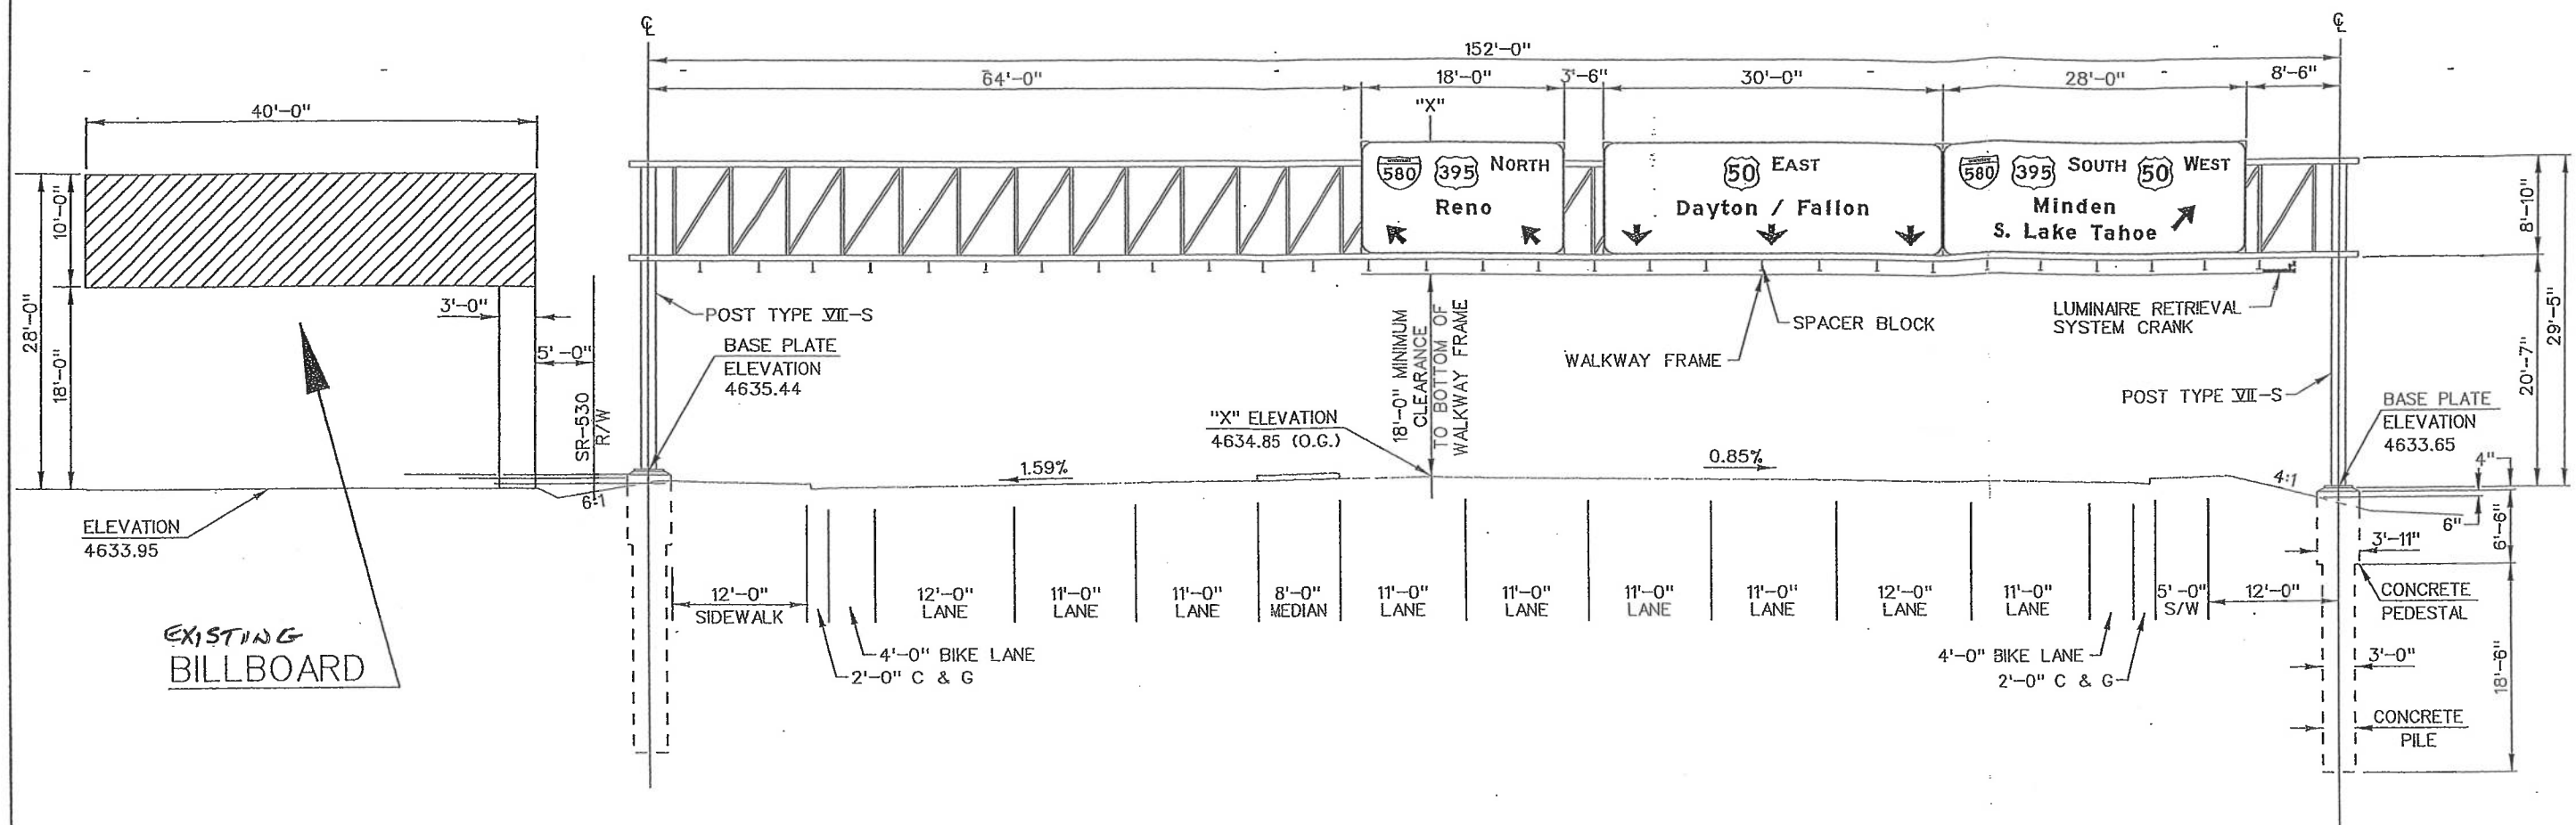 ℄
℄
152'-0"
64'-0"
18'-0"
3'-6"
30'-0"
28'-0"
8'-6"
"X"
40'-0"
28'-0"
10'-0"
18'-0"
3'-0"
5'-0"
580 395 NORTH
Reno
50 EAST
Dayton / Fallon
580 395 SOUTH 50 WEST
Minden
S. Lake Tahoe
8'-10"
29'-5"
20'-7"
POST TYPE VII-S
BASE PLATE
ELEVATION
4635.44
SR-530
R/W
18'-0" MINIMUM
CLEARANCE
TO BOTTOM OF
WALKWAY FRAME
SPACER BLOCK
WALKWAY FRAME
LUMINAIRE RETRIEVAL
SYSTEM CRANK
POST TYPE VII-S
BASE PLATE
ELEVATION
4633.65
"X" ELEVATION
4634.85 (O.G.)
1.59%
0.85%
6:1
4:1
4"
6"
6'-6"
3'-11"
ELEVATION
4633.95
EXISTING
BILLBOARD
12'-0"
SIDEWALK
12'-0"
LANE
11'-0"
LANE
11'-0"
LANE
8'-0"
MEDIAN
11'-0"
LANE
11'-0"
LANE
11'-0"
LANE
11'-0"
LANE
12'-0"
LANE
11'-0"
LANE
5'-0"
S/W
12'-0"
4'-0" BIKE LANE
2'-0" C & G
4'-0" BIKE LANE
2'-0" C & G
CONCRETE
PEDESTAL
3'-0"
18'-6"
CONCRETE
PILE